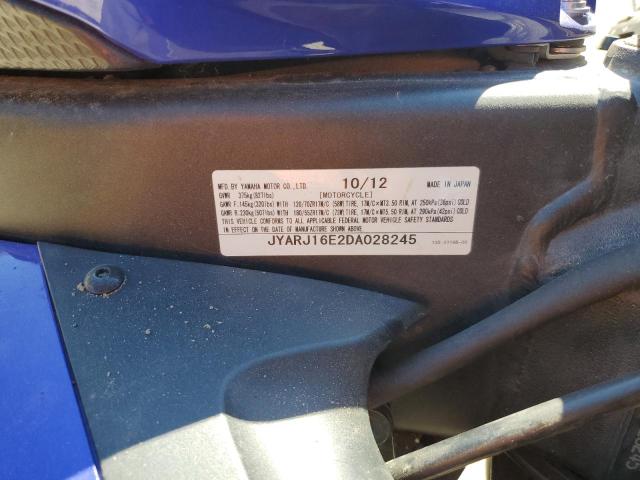 MFD.BY YAMAHA MOTOR CO.,LTD. 10/12 MADE IN JAPAN
GVWR 375kg(827lbs) [MOTORCYCLE]
GAWR F.145kg(320lbs)WITH 120/70ZR17M/C (58W)TIRE, 17M/C×MT3.50 RIM, AT 250kPa(36psi)COLD
GAWR R.230kg(507lbs)WITH 180/55ZR17M/C (73W)TIRE, 17M/C×MT5.50 RIM, AT 290kPa(42psi)COLD
THIS VEHICLE CONFORMS TO ALL APPLICABLE FEDERAL MOTOR VEHICLE SAFETY STANDARDS
IN EFFECT ON THE DATE OF MANUFACTURE SHOWN ABOVE.
JYARJ16E2DA028245